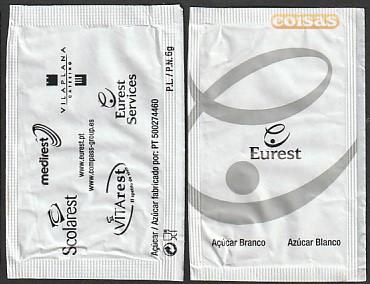 VILAPLANA
CATERING
P.L./P.N. 6g
Eurest
Services
medirest
www.eurest.pt
www.compass-group.es
Scolarest
VITArest
Açúcar / Azúcar fabricado por: PT 500274460
coisas
Eurest
Açúcar Branco
Azúcar Blanco